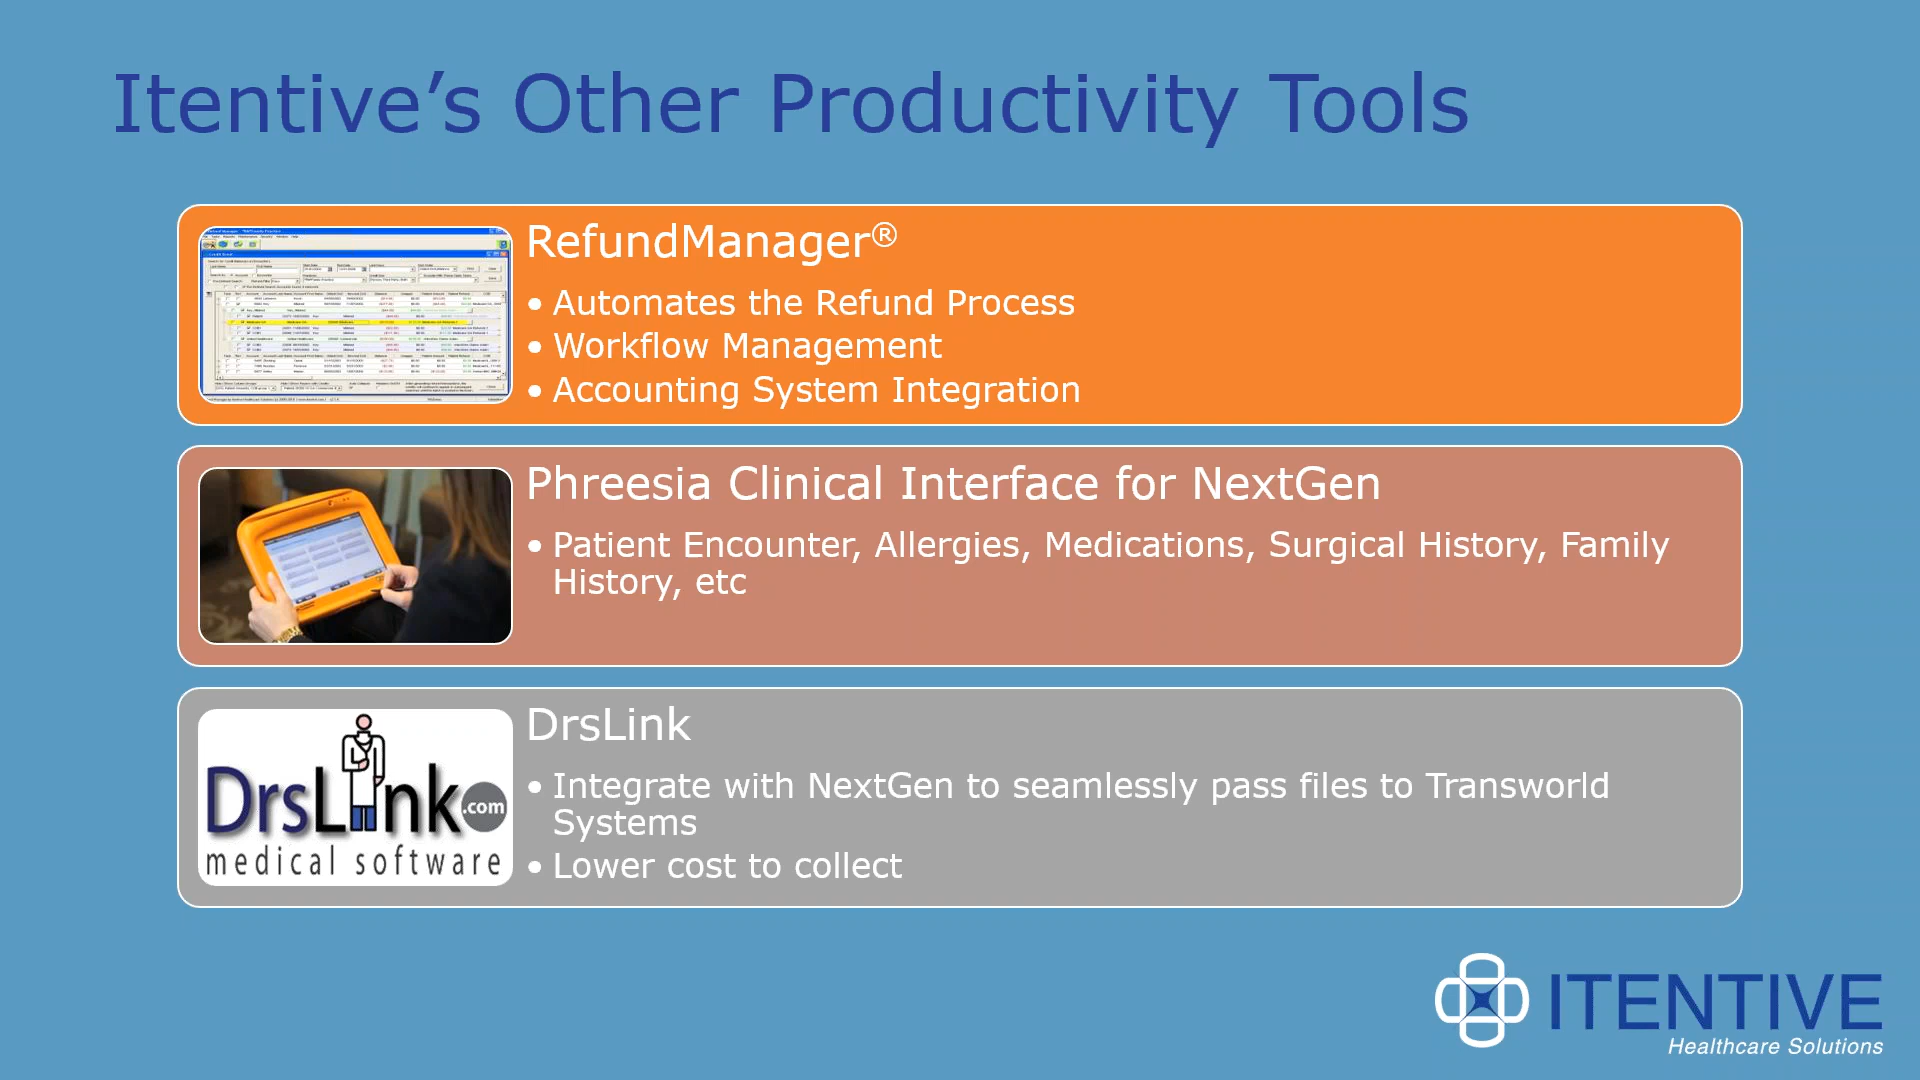 Itentive’s Other Productivity Tools
RefundManager®
• Automates the Refund Process
• Workflow Management
• Accounting System Integration
Phreesia Clinical Interface for NextGen
• Patient Encounter, Allergies, Medications, Surgical History, Family
History, etc
DrsLink.com
medical software
DrsLink
• Integrate with NextGen to seamlessly pass files to Transworld
Systems
• Lower cost to collect
ITENTIVE
Healthcare Solutions